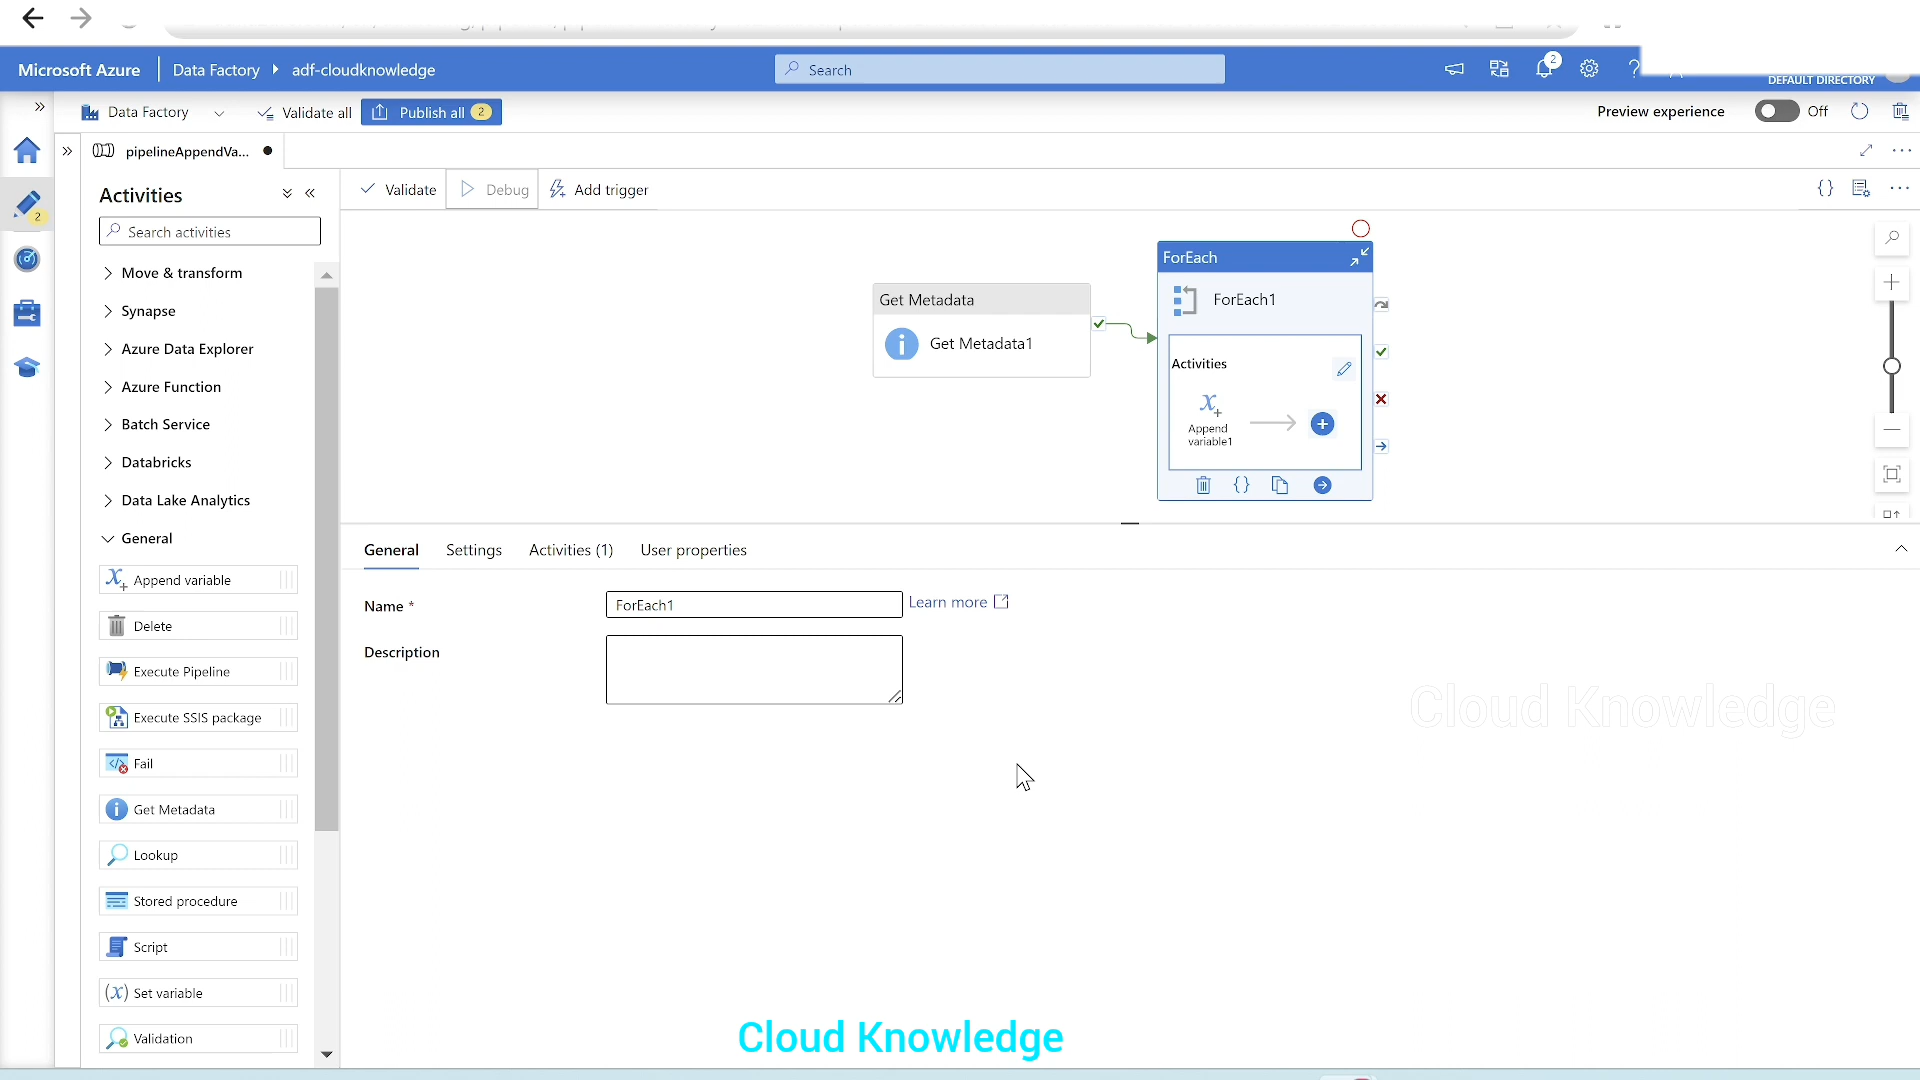 Microsoft Azure
Data Factory
adf-cloudknowledge
Search
2
DEFAULT DIRECTORY
Data Factory
Validate all
Publish all 2
Preview experience
Off
pipelineAppendVa...
2
Activities
Validate
Debug
Add trigger
Search activities
Move & transform
Synapse
Azure Data Explorer
Azure Function
Batch Service
Databricks
Data Lake Analytics
General
Append variable
Delete
Execute Pipeline
Execute SSIS package
Fail
Get Metadata
Lookup
Stored procedure
Script
Set variable
Validation
Get Metadata
Get Metadata1
ForEach
ForEach1
Activities
Append
variable1
General
Settings
Activities (1)
User properties
Name *
ForEach1
Learn more
Description
Cloud Knowledge
Cloud Knowledge